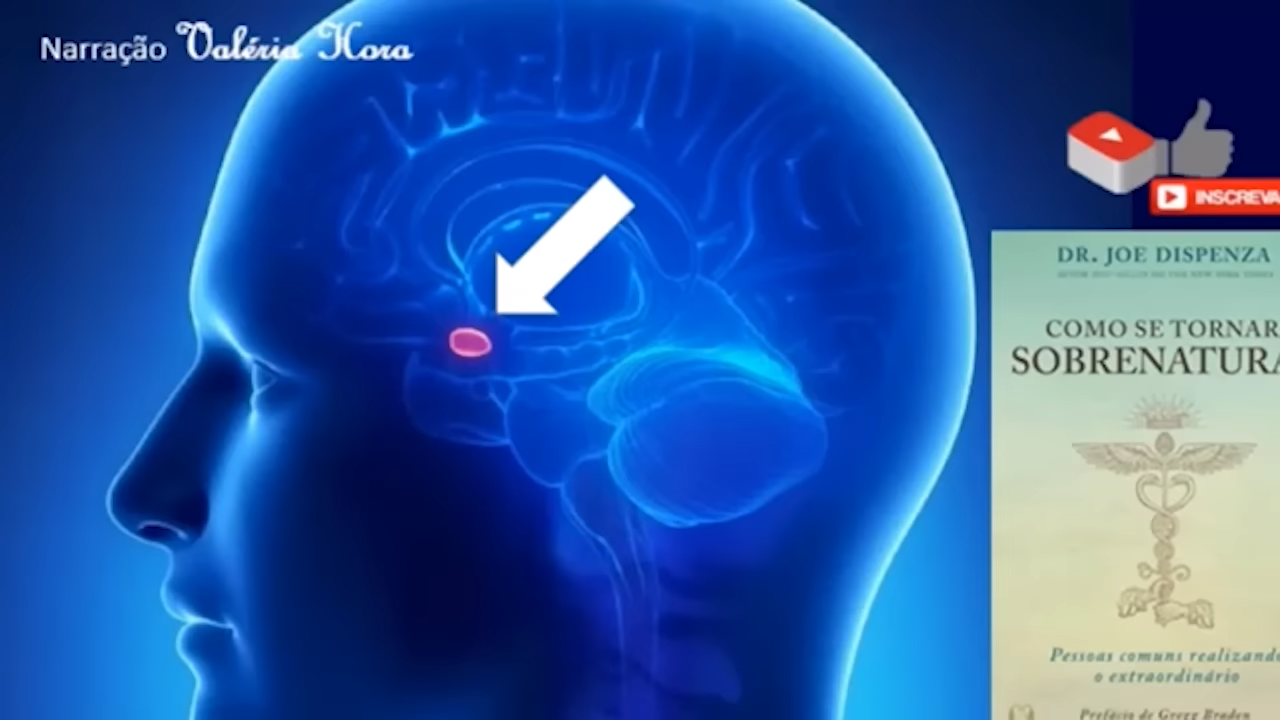 Narração Valéria Hora
INSCREVA
DR. JOE DISPENZA
COMO SE TORNAR
SOBRENATURA
Pessoas comuns realizando
o extraordinário
Prefácio de Gregg Braden